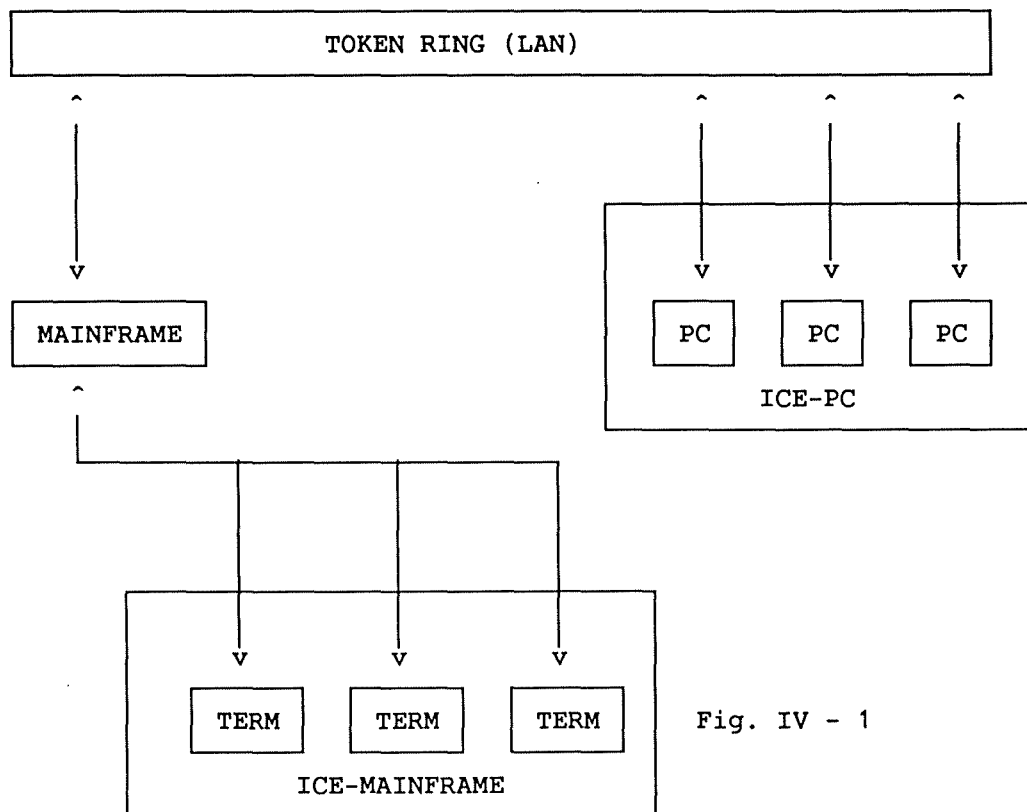 TOKEN RING (LAN)
MAINFRAME
PC PC PC
ICE-PC
TERM TERM TERM
Fig. IV - 1
ICE-MAINFRAME